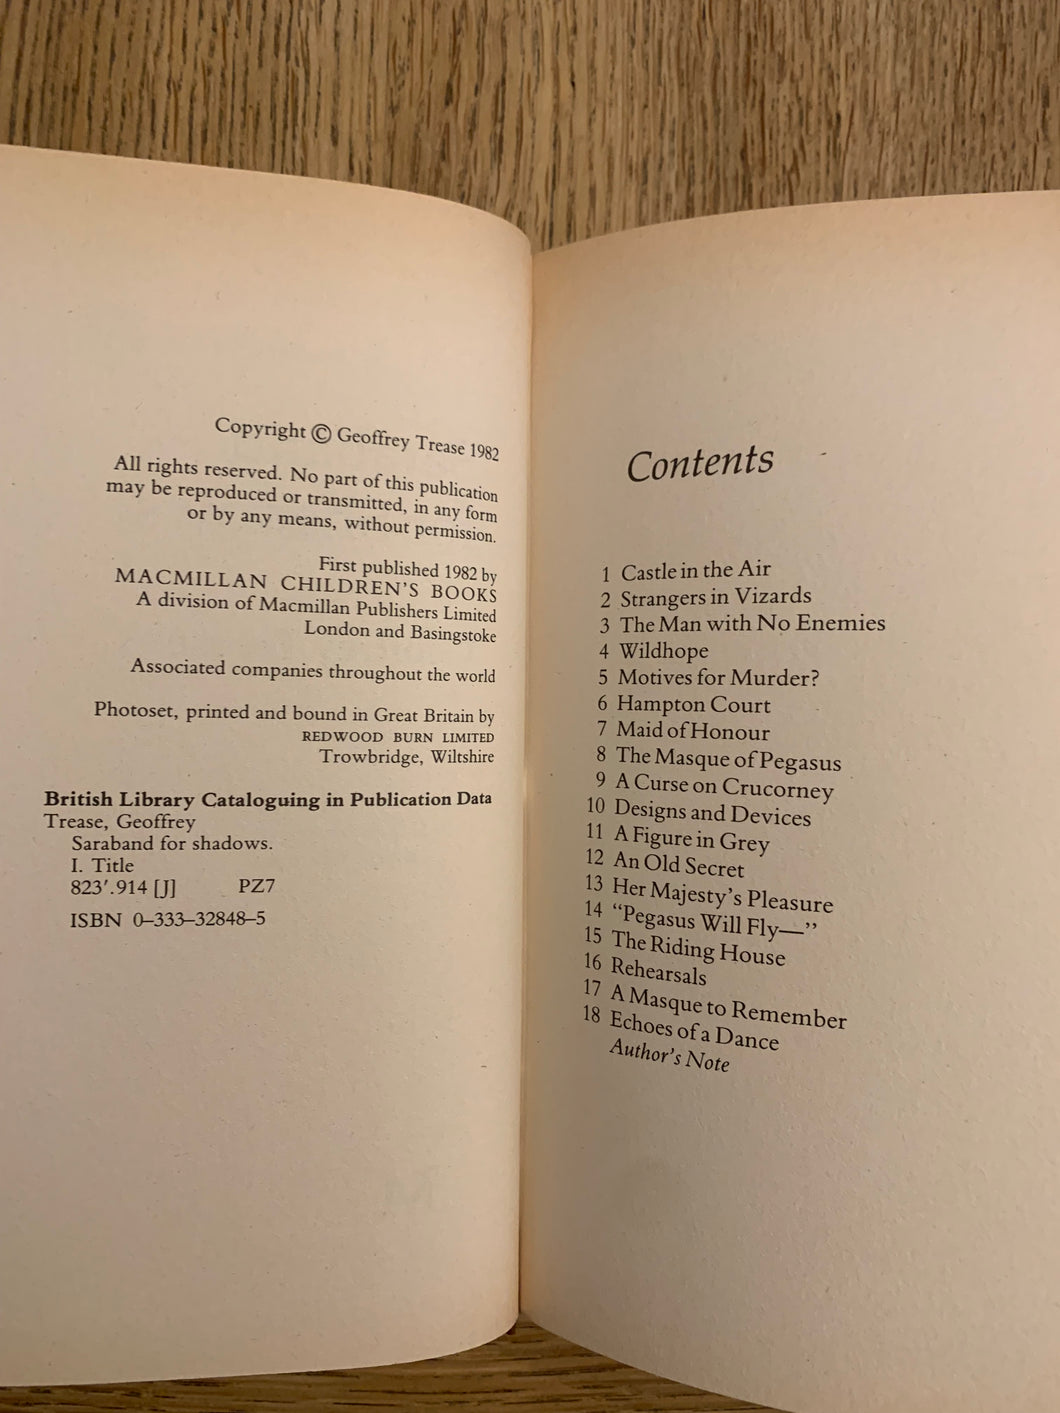 Copyright © Geoffrey Trease 1982
All rights reserved. No part of this publication
may be reproduced or transmitted, in any form
or by any means, without permission.
First published 1982 by
MACMILLAN CHILDREN'S BOOKS
A division of Macmillan Publishers Limited
London and Basingstoke
Associated companies throughout the world
Photoset, printed and bound in Great Britain by
REDWOOD BURN LIMITED
Trowbridge, Wiltshire
British Library Cataloguing in Publication Data
Trease, Geoffrey
Saraband for shadows.
I. Title
823′.914 [J] PZ7
ISBN 0–333–32848–5
Contents
1 Castle in the Air
2 Strangers in Vizards
3 The Man with No Enemies
4 Wildhope
5 Motives for Murder?
6 Hampton Court
7 Maid of Honour
8 The Masque of Pegasus
9 A Curse on Crucorney
10 Designs and Devices
11 A Figure in Grey
12 An Old Secret
13 Her Majesty's Pleasure
14 “Pegasus Will Fly—”
15 The Riding House
16 Rehearsals
17 A Masque to Remember
18 Echoes of a Dance
Author's Note